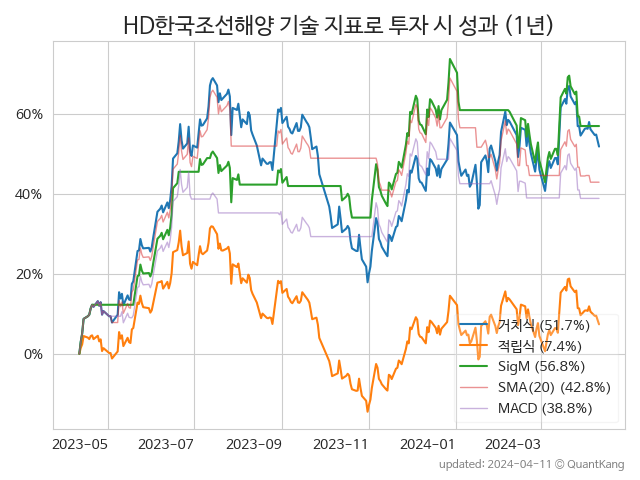 HD한국조선해양 기술 지표로 투자 시 성과 (1년)
60%
40%
20%
0%
거치식 (51.7%)
적립식 (7.4%)
SigM (56.8%)
SMA(20) (42.8%)
MACD (38.8%)
2023-05 2023-07 2023-09 2023-11 2024-01 2024-03
updated: 2024-04-11 © QuantKang